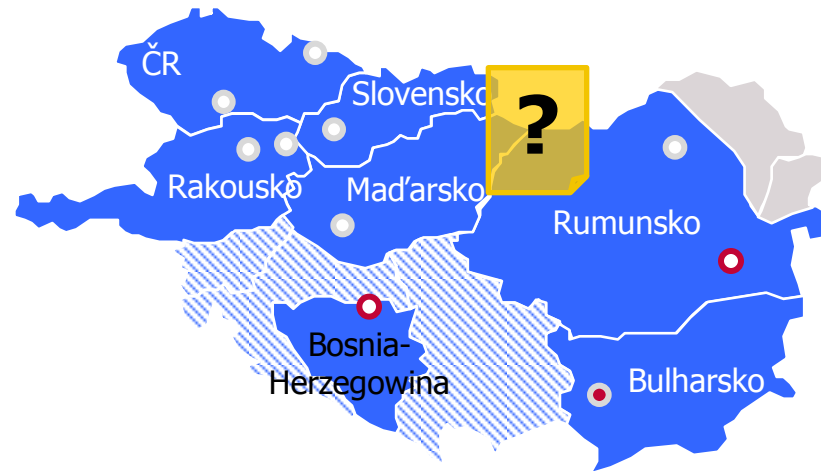 ČR
Slovensko
?
Rakousko
Maďarsko
Rumunsko
Bosnia-
Herzegowina
Bulharsko